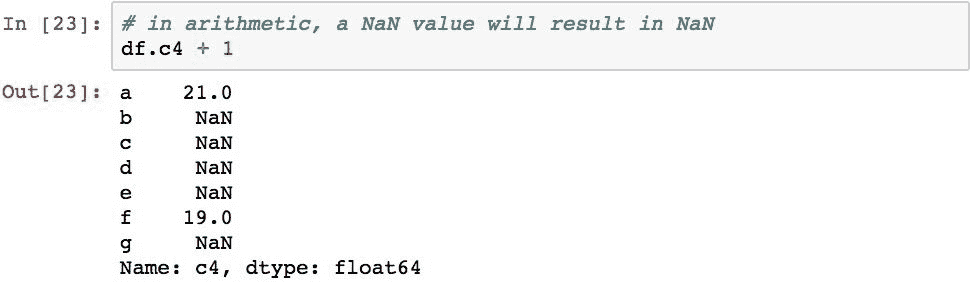 In [23]: # in arithmetic, a NaN value will result in NaN
df.c4 + 1
Out[23]: a    21.0
b     NaN
c     NaN
d     NaN
e     NaN
f    19.0
g     NaN
Name: c4, dtype: float64